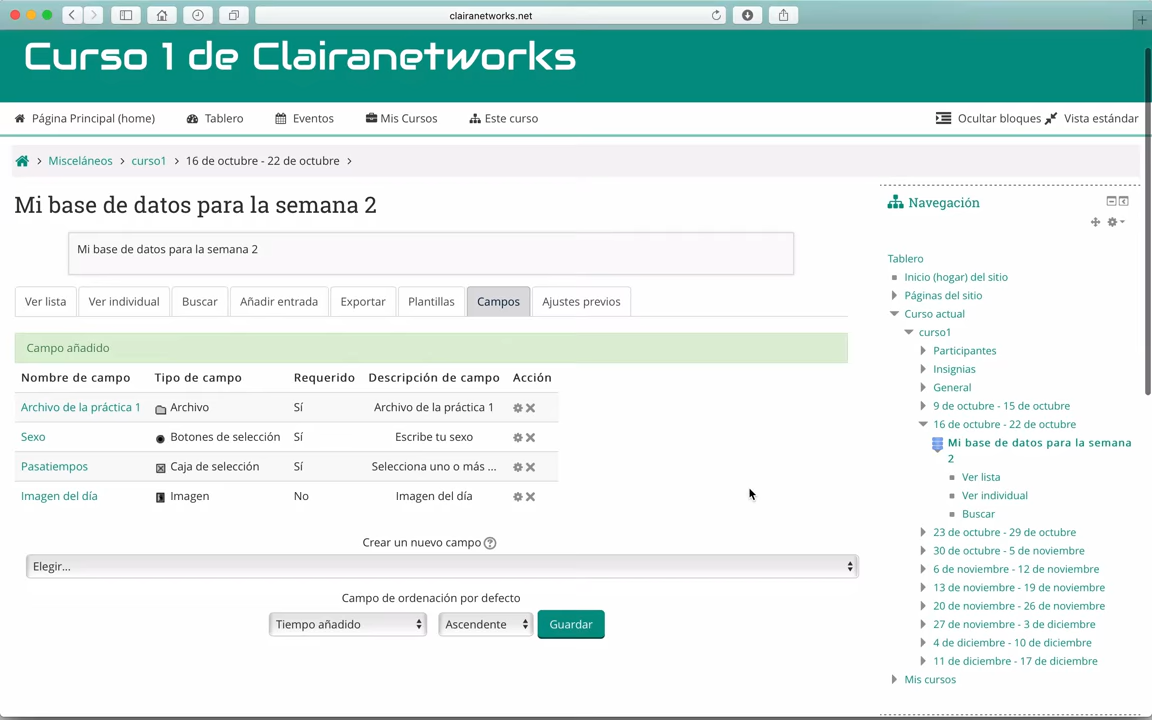 clairanetworks.net
Curso 1 de Clairanetworks
Página Principal (home) Tablero Eventos Mis Cursos Este curso Ocultar bloques Vista estándar
Misceláneos curso1 16 de octubre - 22 de octubre
Mi base de datos para la semana 2
Mi base de datos para la semana 2
Ver lista Ver individual Buscar Añadir entrada Exportar Plantillas Campos Ajustes previos
Campo añadido
Nombre de campo Tipo de campo Requerido Descripción de campo Acción
Archivo de la práctica 1 Archivo Sí Archivo de la práctica 1
Sexo Botones de selección Sí Escribe tu sexo
Pasatiempos Caja de selección Sí Selecciona uno o más ...
Imagen del día Imagen No Imagen del día
Crear un nuevo campo
Elegir...
Campo de ordenación por defecto
Tiempo añadido Ascendente Guardar
Navegación
Tablero
Inicio (hogar) del sitio
Páginas del sitio
Curso actual
curso1
Participantes
Insignias
General
9 de octubre - 15 de octubre
16 de octubre - 22 de octubre
Mi base de datos para la semana
2
Ver lista
Ver individual
Buscar
23 de octubre - 29 de octubre
30 de octubre - 5 de noviembre
6 de noviembre - 12 de noviembre
13 de noviembre - 19 de noviembre
20 de noviembre - 26 de noviembre
27 de noviembre - 3 de diciembre
4 de diciembre - 10 de diciembre
11 de diciembre - 17 de diciembre
Mis cursos